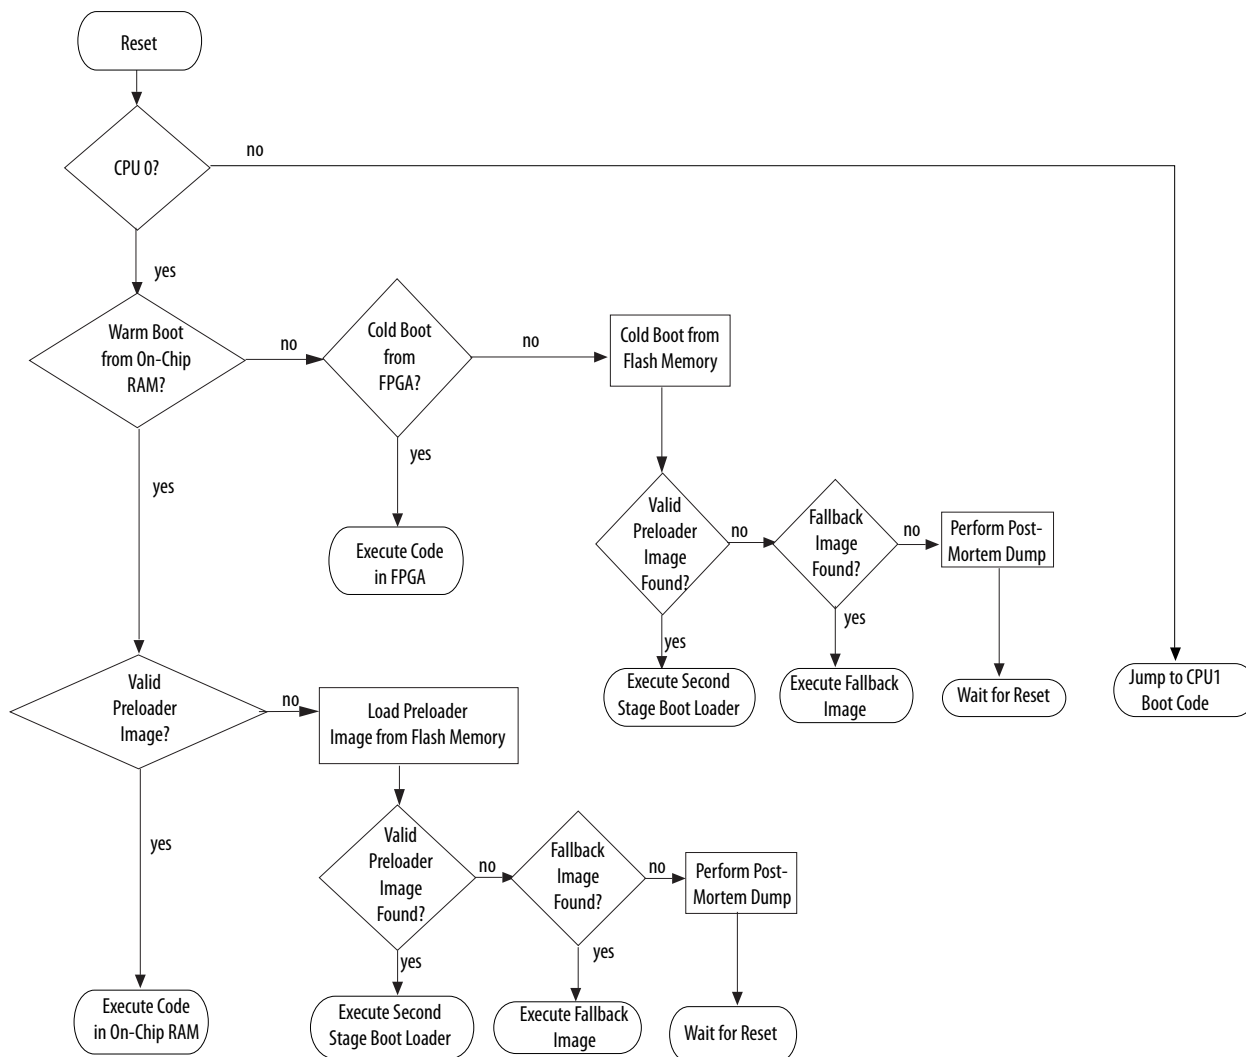 Reset
CPU 0?
no
yes
Warm Boot
from On-Chip
RAM?
no
Cold Boot
from
FPGA?
no
Cold Boot from
Flash Memory
yes
yes
Execute Code
in FPGA
Valid
Preloader
Image
Found?
no
Fallback
Image
Found?
no
Perform Post-
Mortem Dump
yes
yes
Execute Second
Stage Boot Loader
Execute Fallback
Image
Wait for Reset
Jump to CPU1
Boot Code
Valid
Preloader
Image?
no
Load Preloader
Image from Flash Memory
yes
Valid
Preloader
Image
Found?
no
Fallback
Image
Found?
no
Perform Post-
Mortem Dump
yes
yes
Execute Code
in On-Chip RAM
Execute Second
Stage Boot Loader
Execute Fallback
Image
Wait for Reset